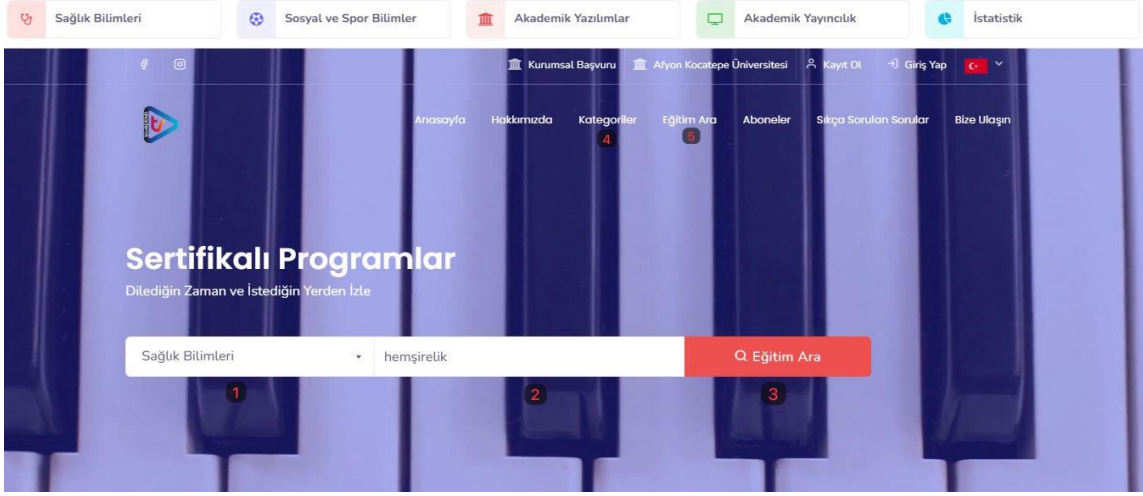 Sağlık Bilimleri
Sosyal ve Spor Bilimler
Akademik Yazılımlar
Akademik Yayıncılık
İstatistik
Kurumsal Başvuru
Afyon Kocatepe Üniversitesi
Kayıt Ol
Giriş Yap
Anasayfa
Hakkımızda
Kategoriler
Eğitim Ara
Aboneler
Sıkça Sorulan Sorular
Bize Ulaşın
4
5
Sertifikalı Programlar
Dilediğin Zaman ve İstediğin Yerden İzle
Sağlık Bilimleri
hemşirelik
Eğitim Ara
1
2
3